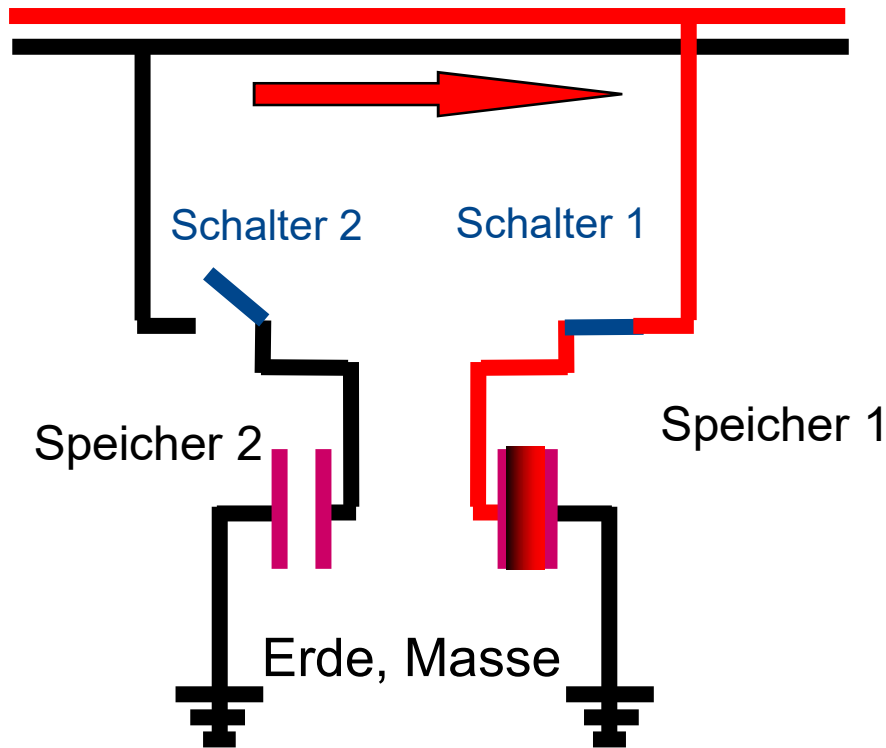 Schalter 2
Schalter 1
Speicher 2
Speicher 1
Erde, Masse